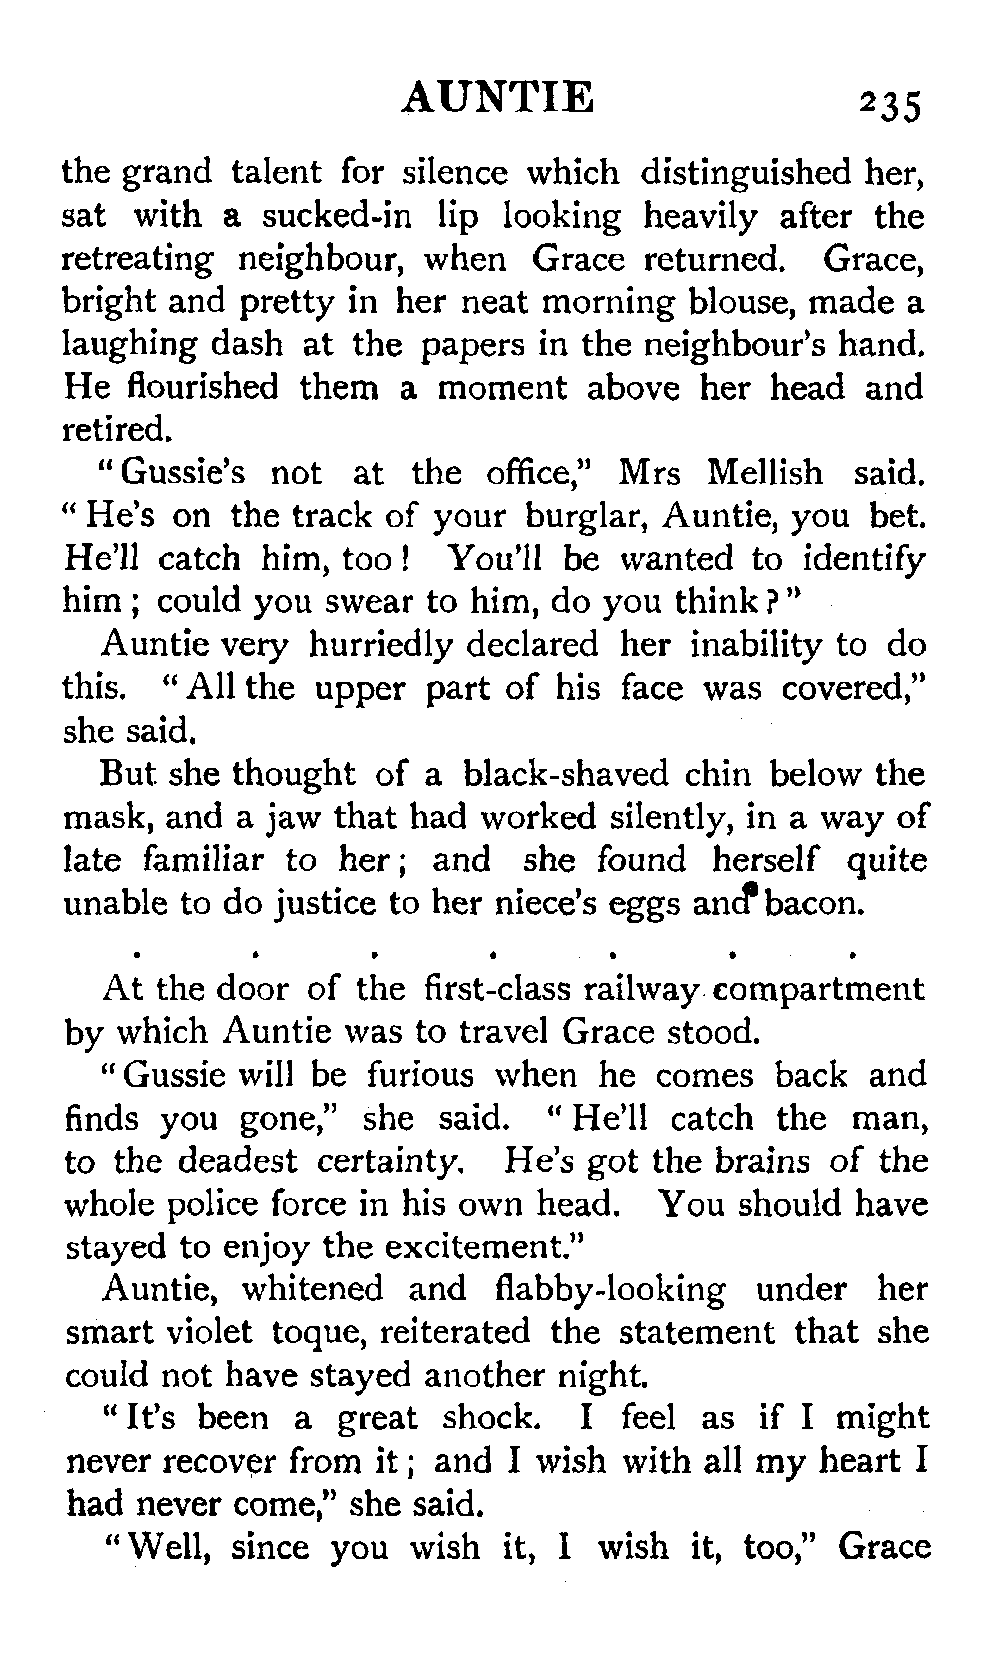 AUNTIE 235
the grand talent for silence which distinguished her,
sat with a sucked-in lip looking heavily after the
retreating neighbour, when Grace returned. Grace,
bright and pretty in her neat morning blouse, made a
laughing dash at the papers in the neighbour's hand.
He flourished them a moment above her head and
retired.
"Gussie's not at the office," Mrs Mellish said.
"He's on the track of your burglar, Auntie, you bet.
He'll catch him, too! You'll be wanted to identify
him; could you swear to him, do you think?"
Auntie very hurriedly declared her inability to do
this. "All the upper part of his face was covered,"
she said.
But she thought of a black-shaved chin below the
mask, and a jaw that had worked silently, in a way of
late familiar to her; and she found herself quite
unable to do justice to her niece's eggs and bacon.
. . . . . . .
At the door of the first-class railway compartment
by which Auntie was to travel Grace stood.
"Gussie will be furious when he comes back and
finds you gone," she said. "He'll catch the man,
to the deadest certainty. He's got the brains of the
whole police force in his own head. You should have
stayed to enjoy the excitement."
Auntie, whitened and flabby-looking under her
smart violet toque, reiterated the statement that she
could not have stayed another night.
"It's been a great shock. I feel as if I might
never recover from it; and I wish with all my heart I
had never come," she said.
"Well, since you wish it, I wish it, too," Grace